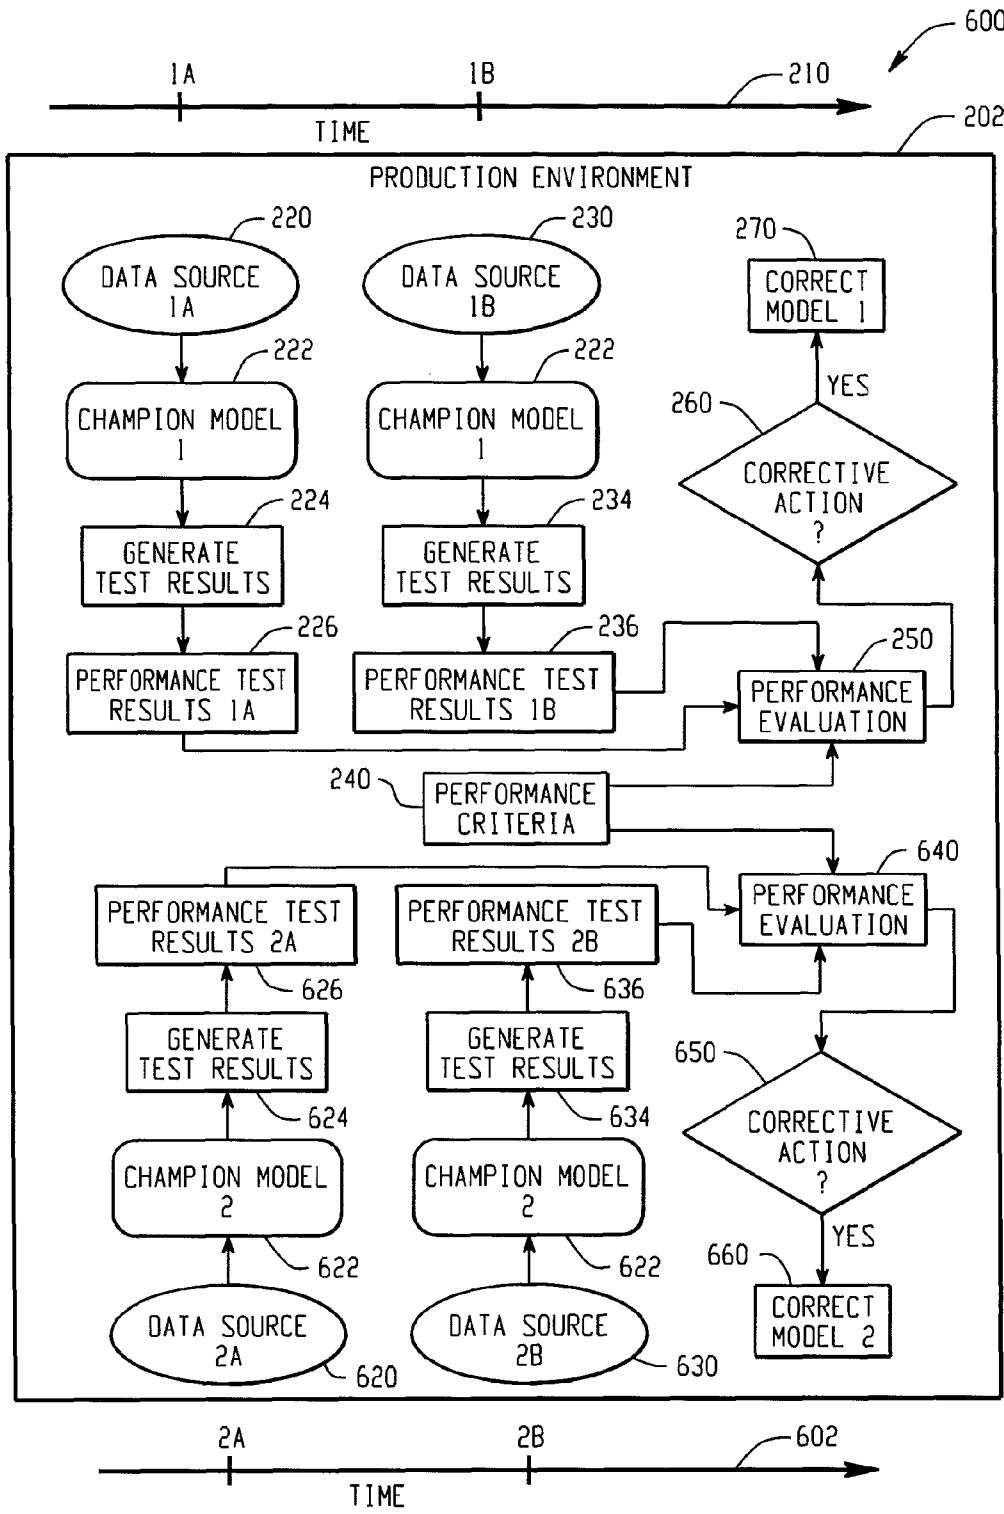 600
1A
1B
210
TIME
202
PRODUCTION ENVIRONMENT
220
230
270
DATA SOURCE
1A
DATA SOURCE
1B
CORRECT
MODEL 1
222
222
YES
CHAMPION MODEL
1
CHAMPION MODEL
1
260
CORRECTIVE
ACTION
?
224
234
GENERATE
TEST RESULTS
GENERATE
TEST RESULTS
226
236
250
PERFORMANCE TEST
RESULTS 1A
PERFORMANCE TEST
RESULTS 1B
PERFORMANCE
EVALUATION
240
PERFORMANCE
CRITERIA
640
PERFORMANCE TEST
RESULTS 2A
PERFORMANCE TEST
RESULTS 2B
PERFORMANCE
EVALUATION
626
636
GENERATE
TEST RESULTS
GENERATE
TEST RESULTS
650
624
634
CORRECTIVE
ACTION
?
CHAMPION MODEL
2
CHAMPION MODEL
2
YES
622
622
660
DATA SOURCE
2A
DATA SOURCE
2B
CORRECT
MODEL 2
620
630
2A
2B
602
TIME